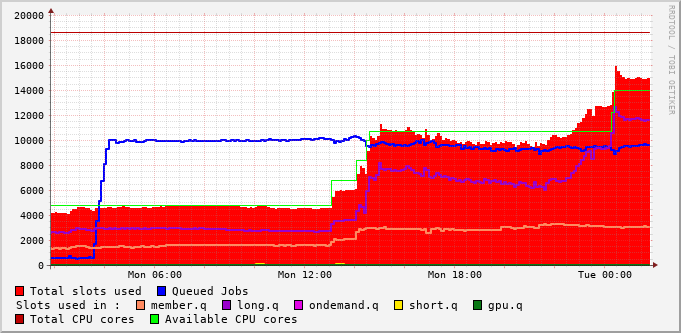 20000
18000
16000
14000
12000
10000
8000
6000
4000
2000
0
Mon 06:00 Mon 12:00 Mon 18:00 Tue 00:00
RRDTOOL / TOBI OETIKER
Total slots used Queued Jobs
Slots used in : member.q long.q ondemand.q short.q gpu.q
Total CPU cores Available CPU cores